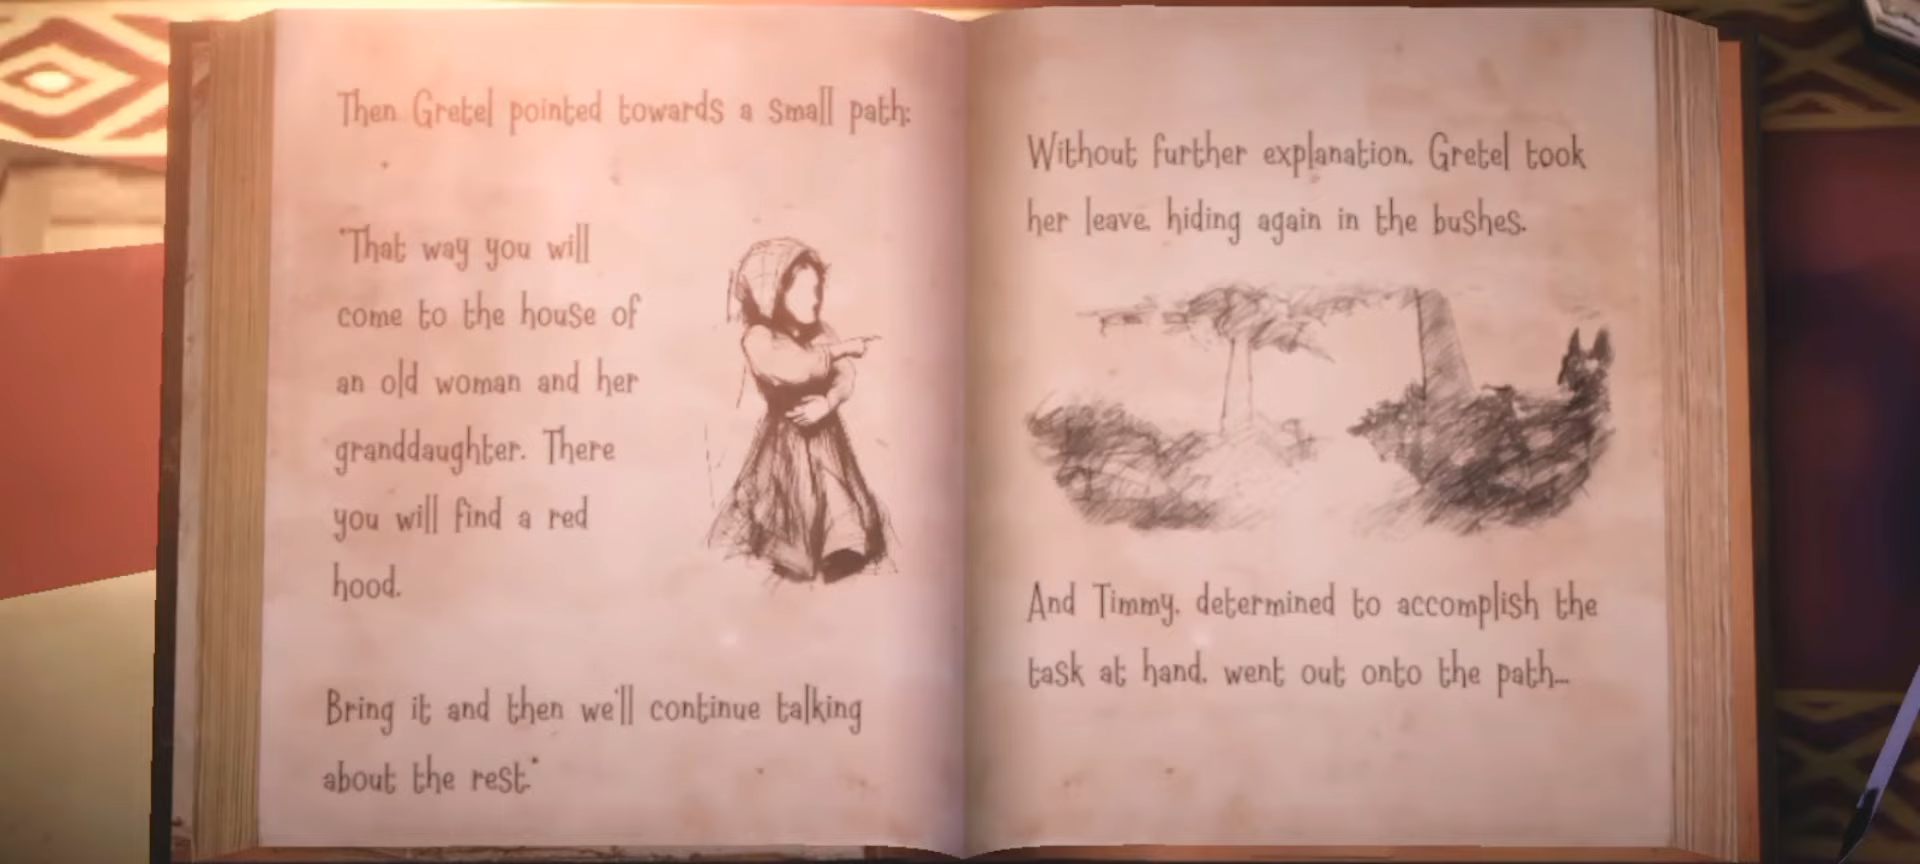 Then Gretel pointed towards a small path:
"That way you will
come to the house of
an old woman and her
granddaughter. There
you will find a red
hood.
Bring it and then we'll continue talking
about the rest."
Without further explanation, Gretel took
her leave, hiding again in the bushes.
And Timmy, determined to accomplish the
task at hand, went out onto the path...